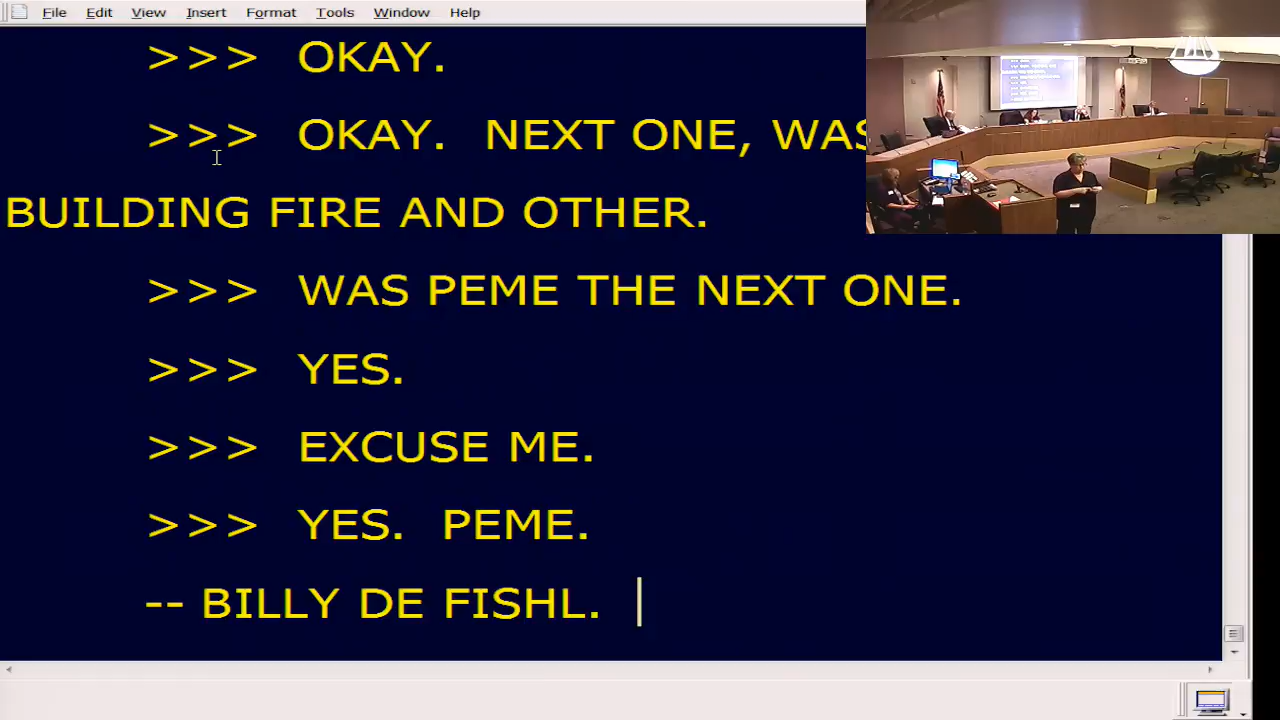 File Edit View Insert Format Tools Window Help
>>> OKAY.
>>> OKAY. NEXT ONE, WAS
BUILDING FIRE AND OTHER.
>>> WAS PEME THE NEXT ONE.
>>> YES.
>>> EXCUSE ME.
>>> YES. PEME.
-- BILLY DE FISHL.